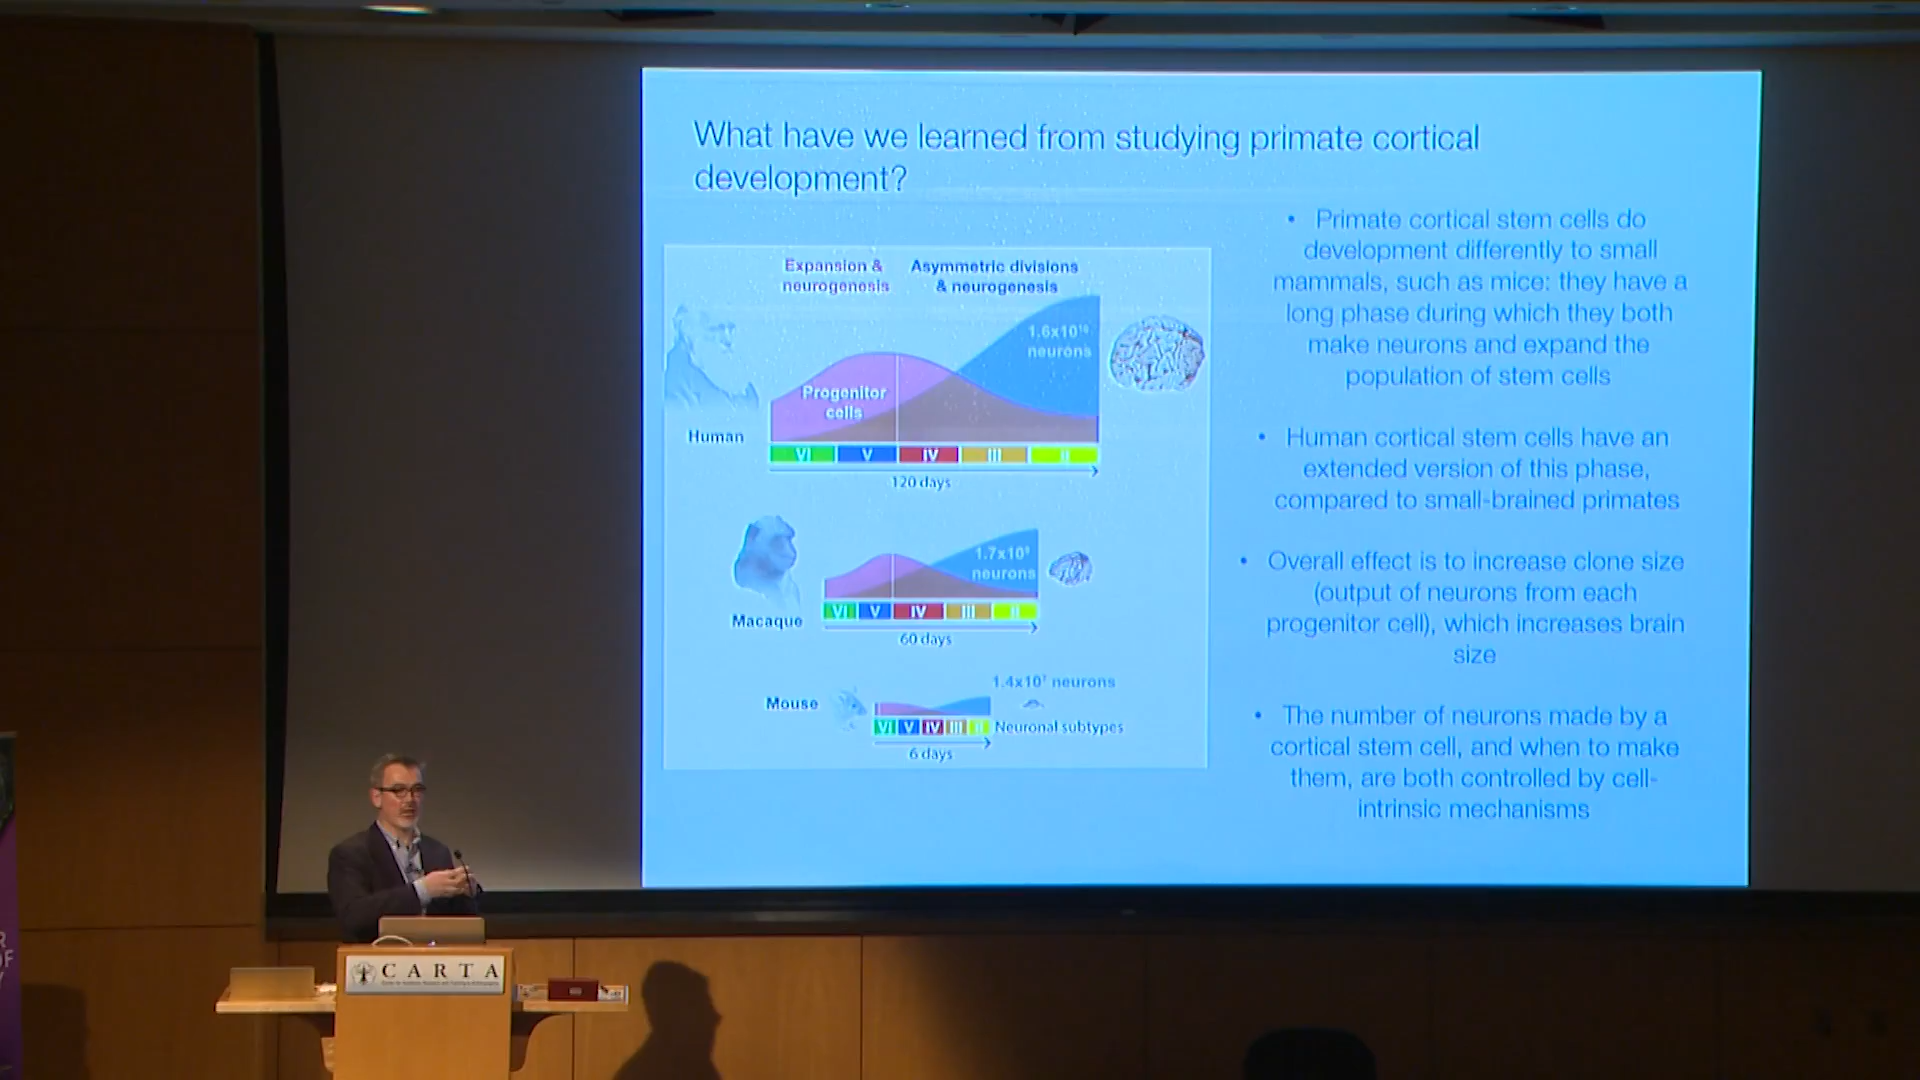 What have we learned from studying primate cortical
development?
Expansion &
neurogenesis
Asymmetric divisions
& neurogenesis
1.6x10¹⁰
neurons
Progenitor
cells
Human
VI V IV III II
120 days
1.7x10⁹
neurons
Macaque
VI V IV III II
60 days
1.4x10⁷ neurons
Mouse
VI V IV III II Neuronal subtypes
6 days
• Primate cortical stem cells do
development differently to small
mammals, such as mice: they have a
long phase during which they both
make neurons and expand the
population of stem cells
• Human cortical stem cells have an
extended version of this phase,
compared to small-brained primates
• Overall effect is to increase clone size
(output of neurons from each
progenitor cell), which increases brain
size
• The number of neurons made by a
cortical stem cell, and when to make
them, are both controlled by cell-
intrinsic mechanisms
CARTA